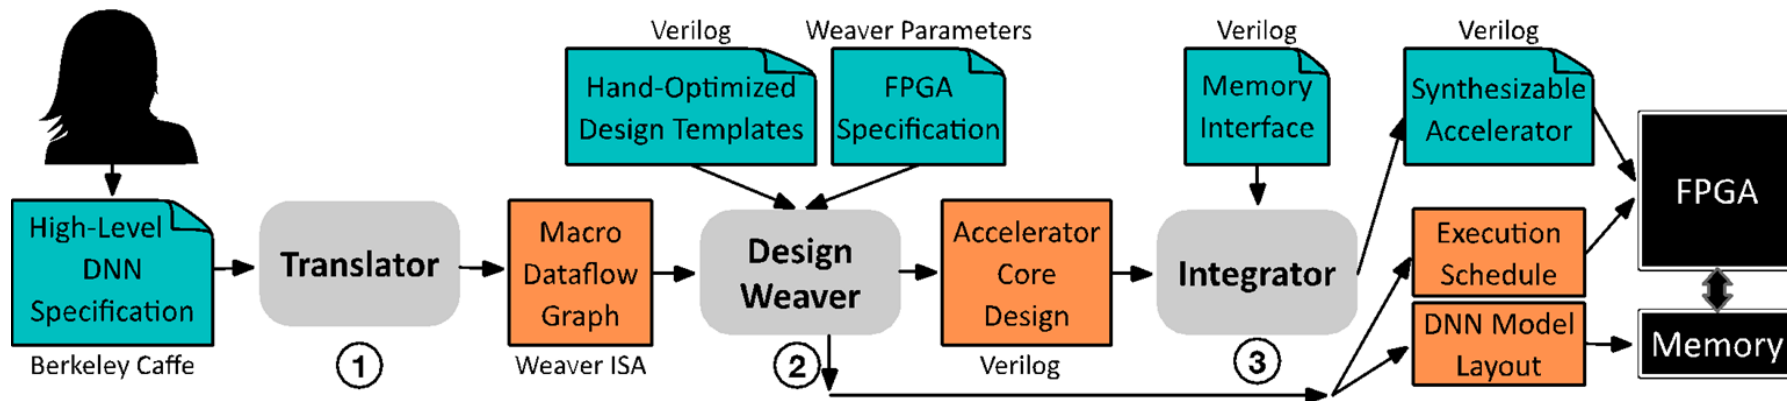 Verilog
Weaver Parameters
Verilog
Verilog
Hand-Optimized
Design Templates
FPGA
Specification
Memory
Interface
Synthesizable
Accelerator
High-Level
DNN
Specification
Berkeley Caffe
Translator
1
Macro
Dataflow
Graph
Weaver ISA
Design
Weaver
2
Accelerator
Core
Design
Verilog
Integrator
3
Execution
Schedule
DNN Model
Layout
FPGA
Memory